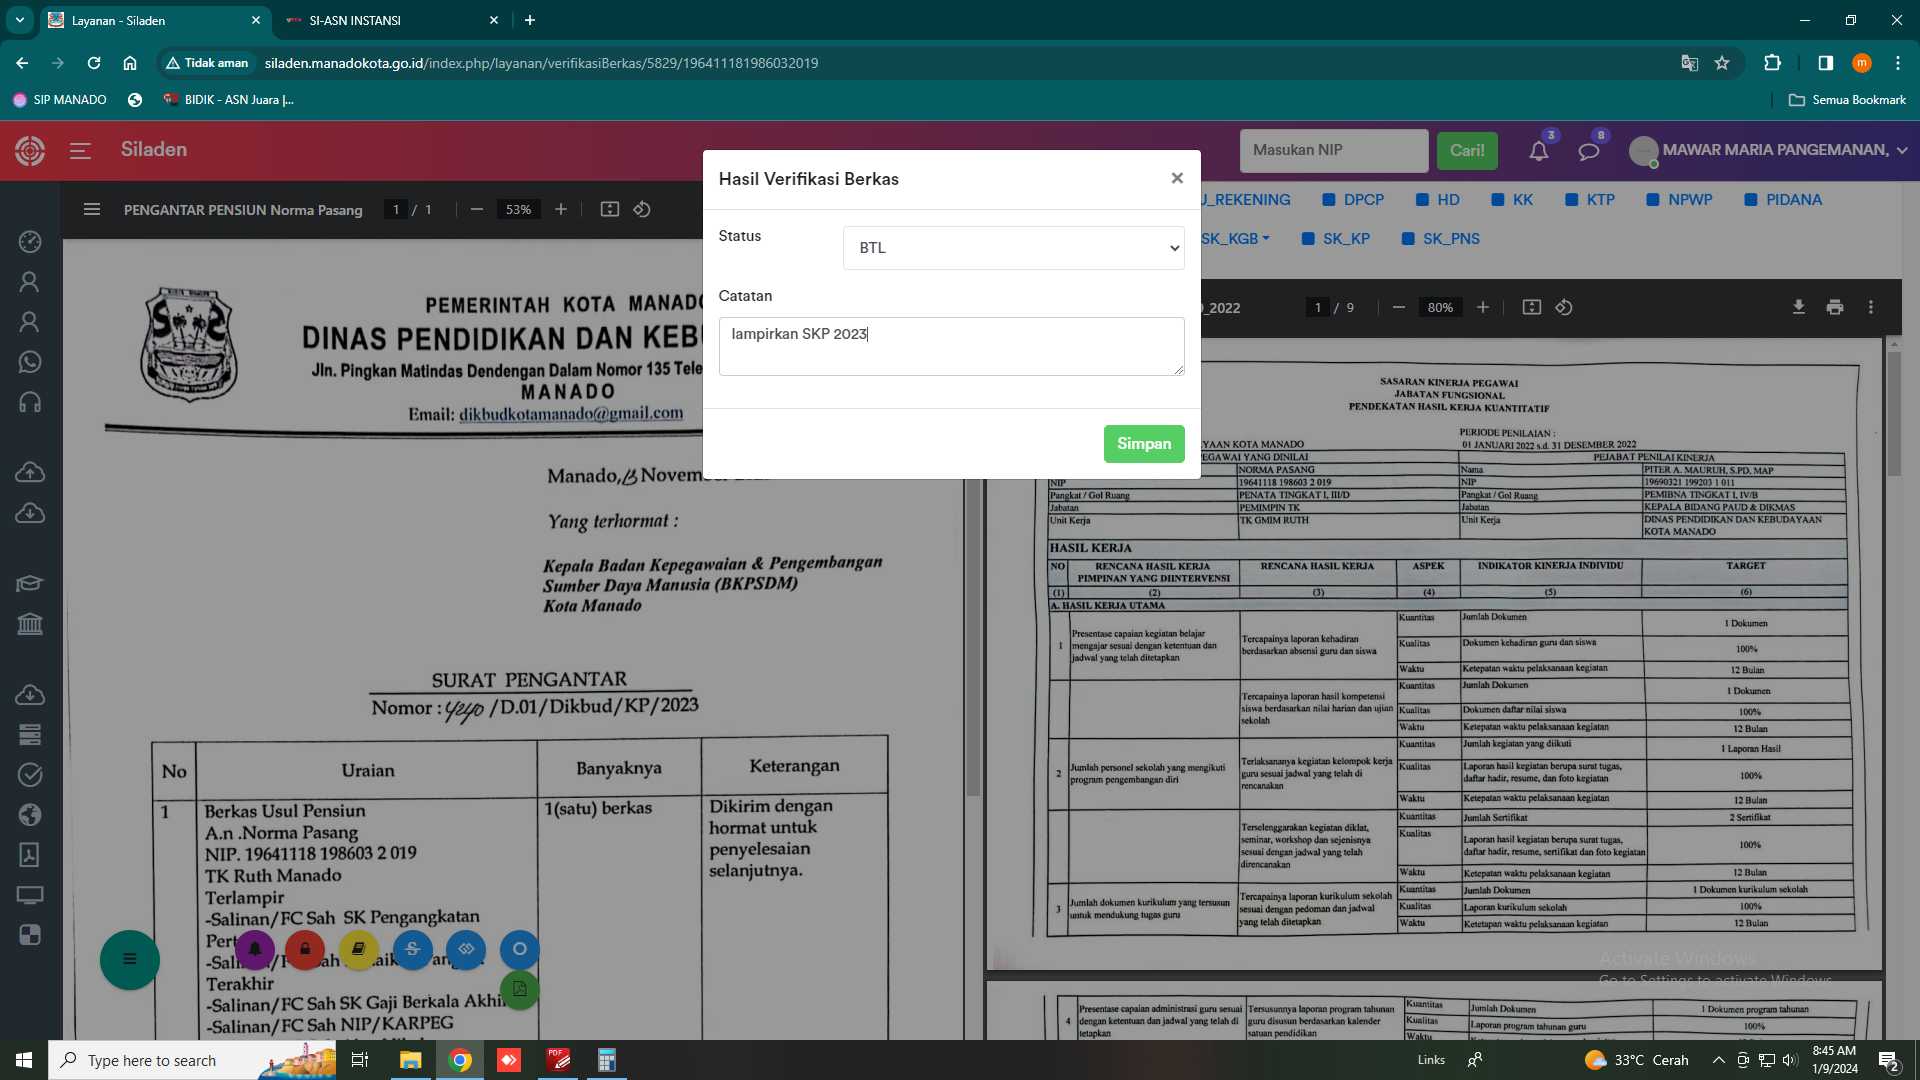 Layanan - Siladen
SI-ASN INSTANSI
Tidak aman
siladen.manadokota.go.id/index.php/layanan/verifikasiBerkas/5829/196411181986032019
SIP MANADO
BIDIK - ASN Juara |...
Semua Bookmark
Siladen
Masukan NIP
Cari!
3
8
MAWAR MARIA PANGEMANAN,
PENGANTAR PENSIUN Norma Pasang
1 / 1
53%
Hasil Verifikasi Berkas
Status
BTL
Catatan
lampirkan SKP 2023
Simpan
U_REKENING
DPCP
HD
KK
KTP
NPWP
PIDANA
SK_KGB
SK_KP
SK_PNS
_2022
1 / 9
80%
PEMERINTAH KOTA MANADO
DINAS PENDIDIKAN DAN KEB
Jln. Pingkan Matindas Dendengan Dalam Nomor 135 Tele
MANADO
Email: dikbudkotamanado@gmail.com
Manado, 13 Novem
Yang terhormat :
Kepala Badan Kepegawaian & Pengembangan
Sumber Daya Manusia (BKPSDM)
Kota Manado
SURAT PENGANTAR
Nomor : 4240 /D.01/Dikbud/KP/2023
No Uraian Banyaknya Keterangan
1 Berkas Usul Pensiun 1(satu) berkas Dikirim dengan
A.n .Norma Pasang hormat untuk
NIP. 19641118 198603 2 019 penyelesaian
TK Ruth Manado selanjutnya.
Terlampir
-Salinan/FC Sah SK Pengangkatan
Terakhir
-Salinan/FC Sah SK Gaji Berkala Akhi
-Salinan/FC Sah NIP/KARPEG
SASARAN KINERJA PEGAWAI
JABATAN FUNGSIONAL
PENDEKATAN HASIL KERJA KUANTITATIF
PERIODE PENILAIAN :
YAAN KOTA MANADO 01 JANUARI 2022 s.d. 31 DESEMBER 2022
PEGAWAI YANG DINILAI PEJABAT PENILAI KINERJA
NORMA PASANG Nama PITER A. MAURUH, S.PD, MAP
NIP 19641118 198603 2 019 NIP 19690321 199203 1 011
Pangkat / Gol Ruang PENATA TINGKAT I, III/D Pangkat / Gol Ruang PEMBINA TINGKAT I, IV/B
Jabatan PEMIMPIN TK Jabatan KEPALA BIDANG PAUD & DIKMAS
Unit Kerja TK GMIM RUTH Unit Kerja DINAS PENDIDIKAN DAN KEBUDAYAAN
KOTA MANADO
HASIL KERJA
NO RENCANA HASIL KERJA PIMPINAN YANG DIINTERVENSI RENCANA HASIL KERJA ASPEK INDIKATOR KINERJA INDIVIDU TARGET
(1) (2) (3) (4) (5) (6)
A. HASIL KERJA UTAMA
1 Presentase capaian kegiatan belajar mengajar sesuai dengan ketentuan dan jadwal yang telah ditetapkan
Tercapainya laporan kehadiran berdasarkan absensi guru dan siswa
Kuantitas Jumlah Dokumen 1 Dokumen
Kualitas Dokumen kehadiran guru dan siswa 100%
Waktu Ketepatan waktu pelaksanaan kegiatan 12 Bulan
Tercapainya laporan hasil kompetensi siswa berdasarkan nilai harian dan ujian sekolah
Kuantitas Jumlah Dokumen 1 Dokumen
Kualitas Dokumen daftar nilai siswa 100%
Waktu Ketepatan waktu pelaksanaan kegiatan 12 Bulan
2 Jumlah personel sekolah yang mengikuti program pengembangan diri
Terlaksananya kegiatan kelompok kerja guru sesuai jadwal yang telah di rencanakan
Kuantitas Jumlah kegiatan yang diikuti 1 Laporan Hasil
Kualitas Laporan hasil kegiatan berupa surat tugas, daftar hadir, resume, dan foto kegiatan 100%
Waktu Ketepatan waktu pelaksanaan kegiatan 12 Bulan
Terselenggarakan kegiatan diklat, seminar, workshop dan sejenisnya sesuai dengan jadwal yang telah direncanakan
Kuantitas Jumlah Sertifikat 2 Sertifikat
Kualitas Laporan hasil kegiatan berupa surat tugas, daftar hadir, resume, sertifikat dan foto kegiatan 100%
Waktu Ketepatan waktu pelaksanaan kegiatan 12 Bulan
3 Jumlah dokumen kurikulum yang tersusun untuk mendukung tugas guru
Tercapainya laporan kurikulum sekolah sesuai dengan pedoman dan jadwal yang telah ditetapkan
Kuantitas Jumlah Dokumen 1 Dokumen kurikulum sekolah
Kualitas Laporan kurikulum sekolah 100%
Waktu Ketetapan waktu pelaksanaan kegiatan 12 Bulan
Activate Windows
Go to Settings to activate Windows.
4 Presentase capaian administrasi guru sesuai dengan ketentuan dan jadwal yang telah di tetapkan
Tersusunnya laporan program tahunan guru disusun berdasarkan kalender satuan pendidikan
Kuantitas Jumlah Dokumen 1 Dokumen program tahunan
Kualitas Laporan program tahunan guru 100%
Type here to search
Links
33°C Cerah
8:45 AM
1/9/2024
2